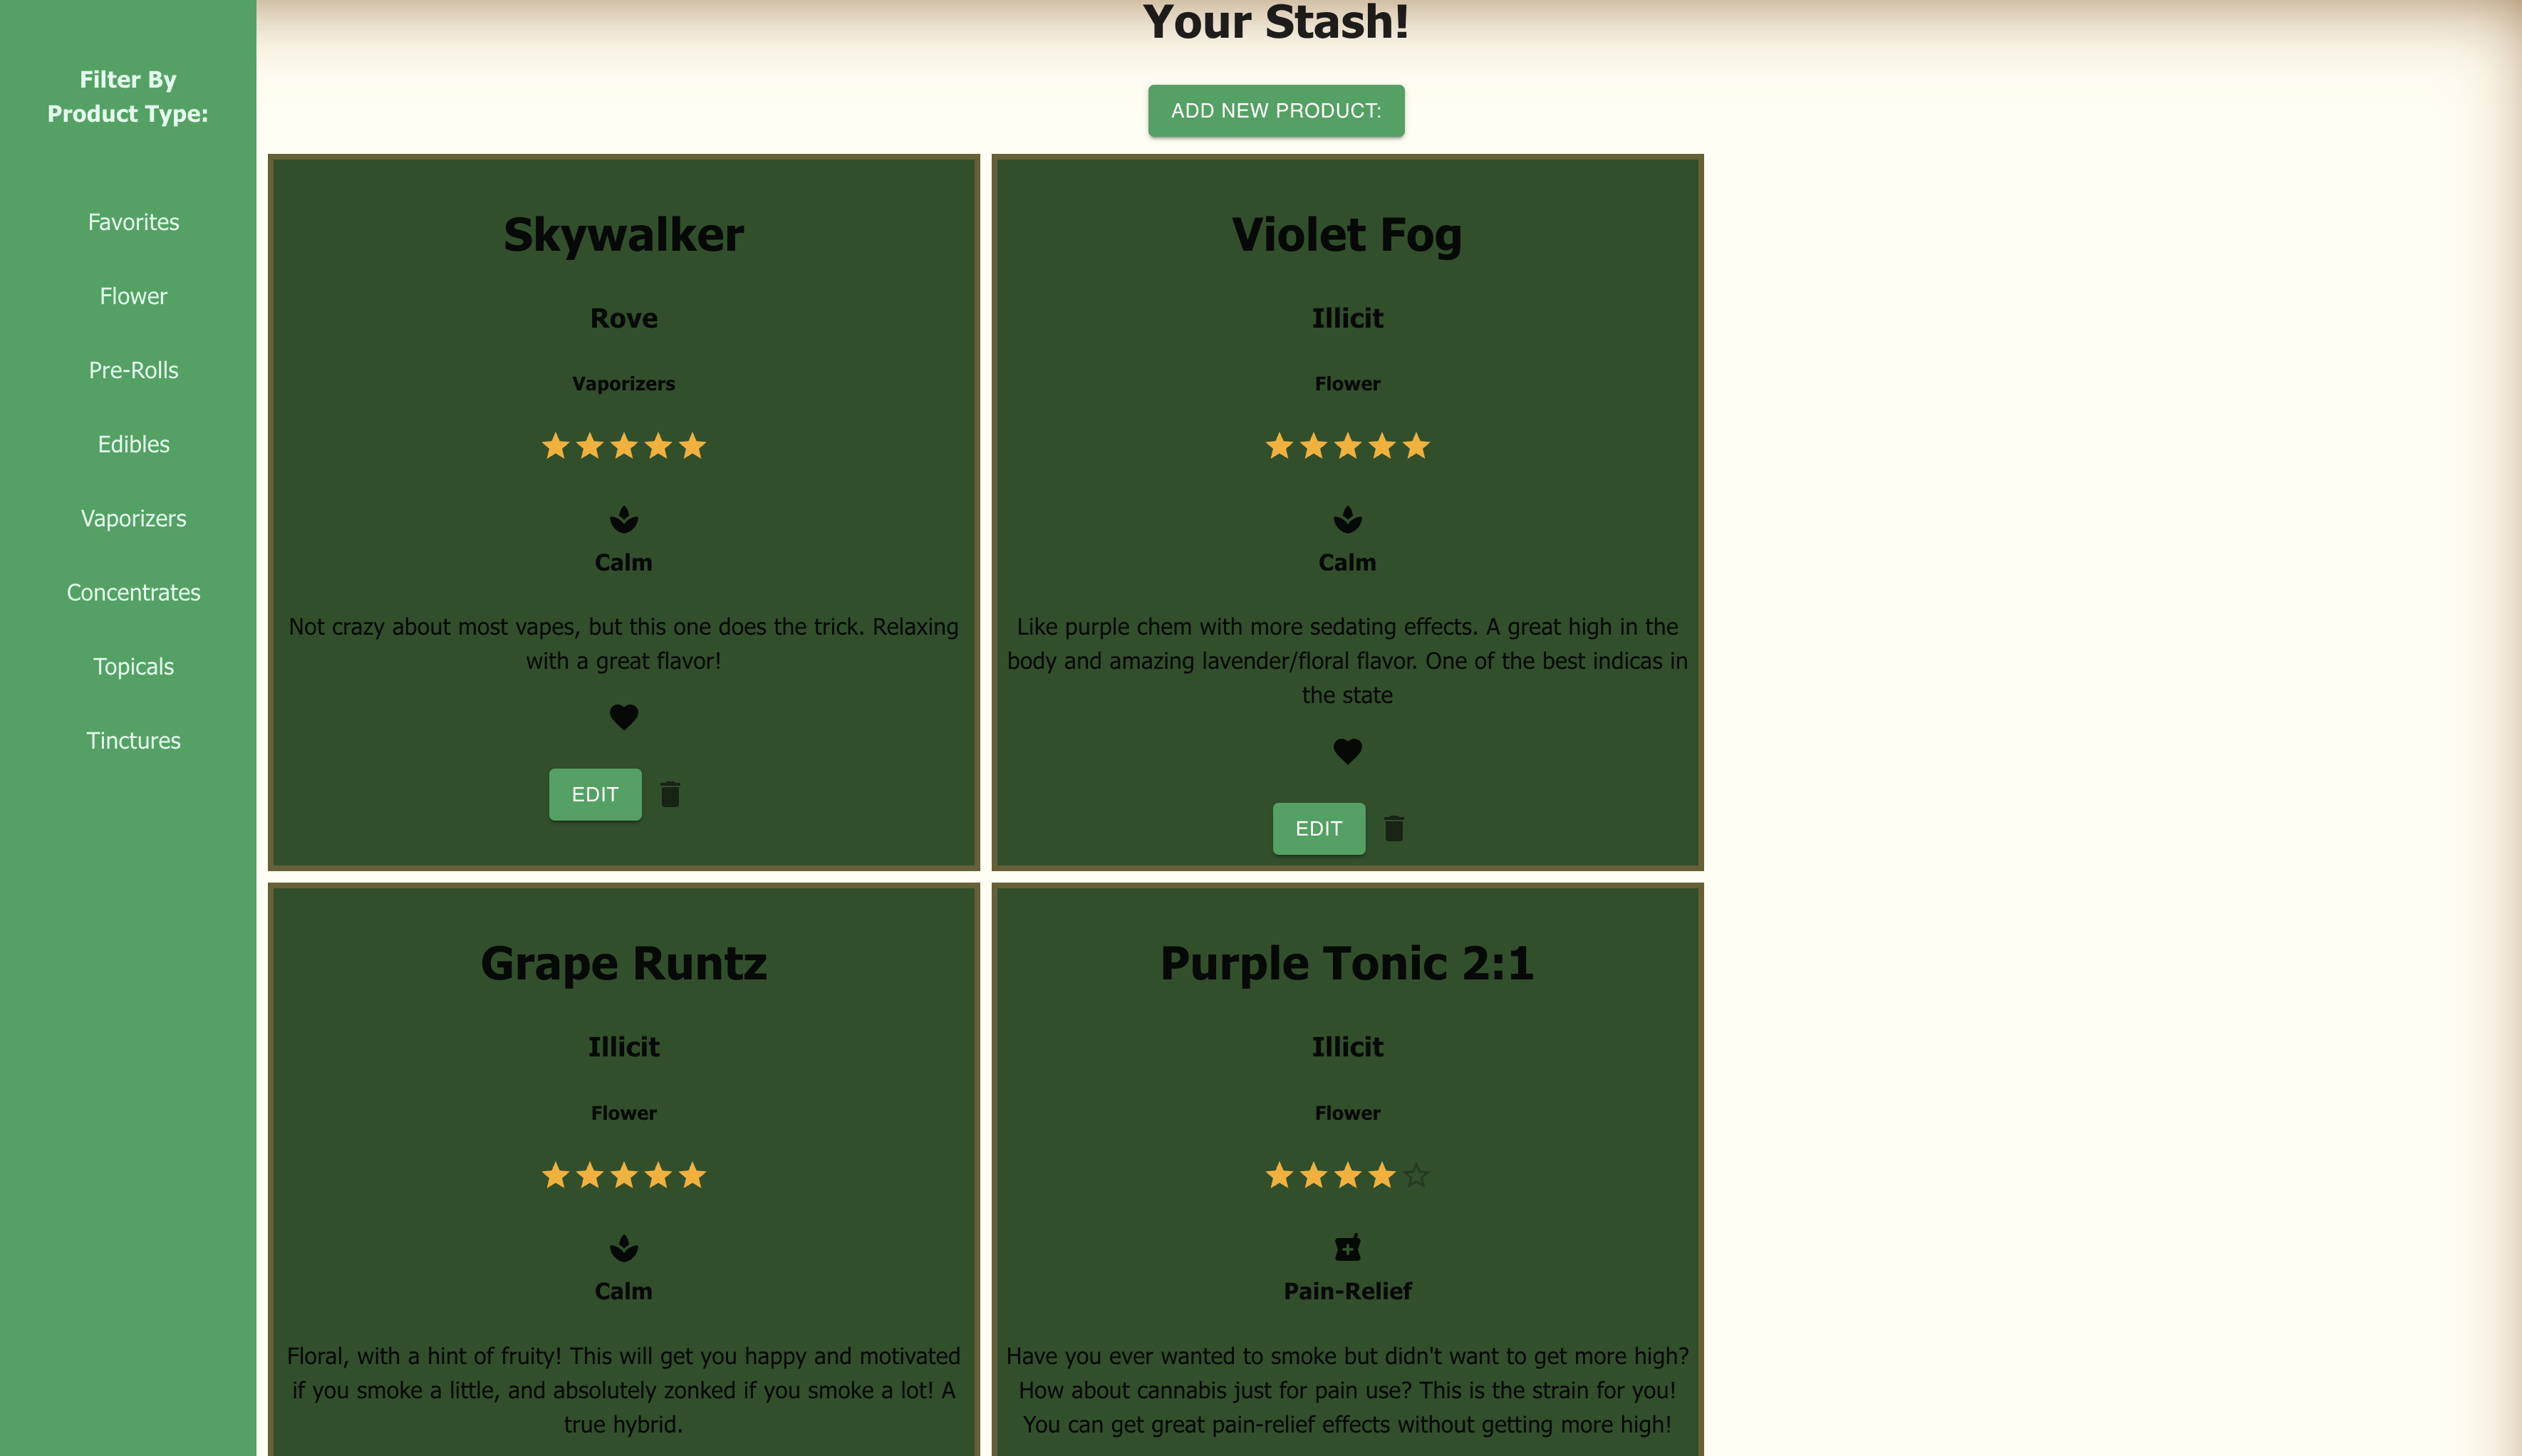 Your Stash!
Filter By
Product Type:
ADD NEW PRODUCT:
Favorites
Flower
Pre-Rolls
Edibles
Vaporizers
Concentrates
Topicals
Tinctures
Skywalker
Rove
Vaporizers
Calm
Not crazy about most vapes, but this one does the trick. Relaxing
with a great flavor!
EDIT
Violet Fog
Illicit
Flower
Calm
Like purple chem with more sedating effects. A great high in the
body and amazing lavender/floral flavor. One of the best indicas in
the state
EDIT
Grape Runtz
Illicit
Flower
Calm
Floral, with a hint of fruity! This will get you happy and motivated
if you smoke a little, and absolutely zonked if you smoke a lot! A
true hybrid.
Purple Tonic 2:1
Illicit
Flower
Pain-Relief
Have you ever wanted to smoke but didn't want to get more high?
How about cannabis just for pain use? This is the strain for you!
You can get great pain-relief effects without getting more high!